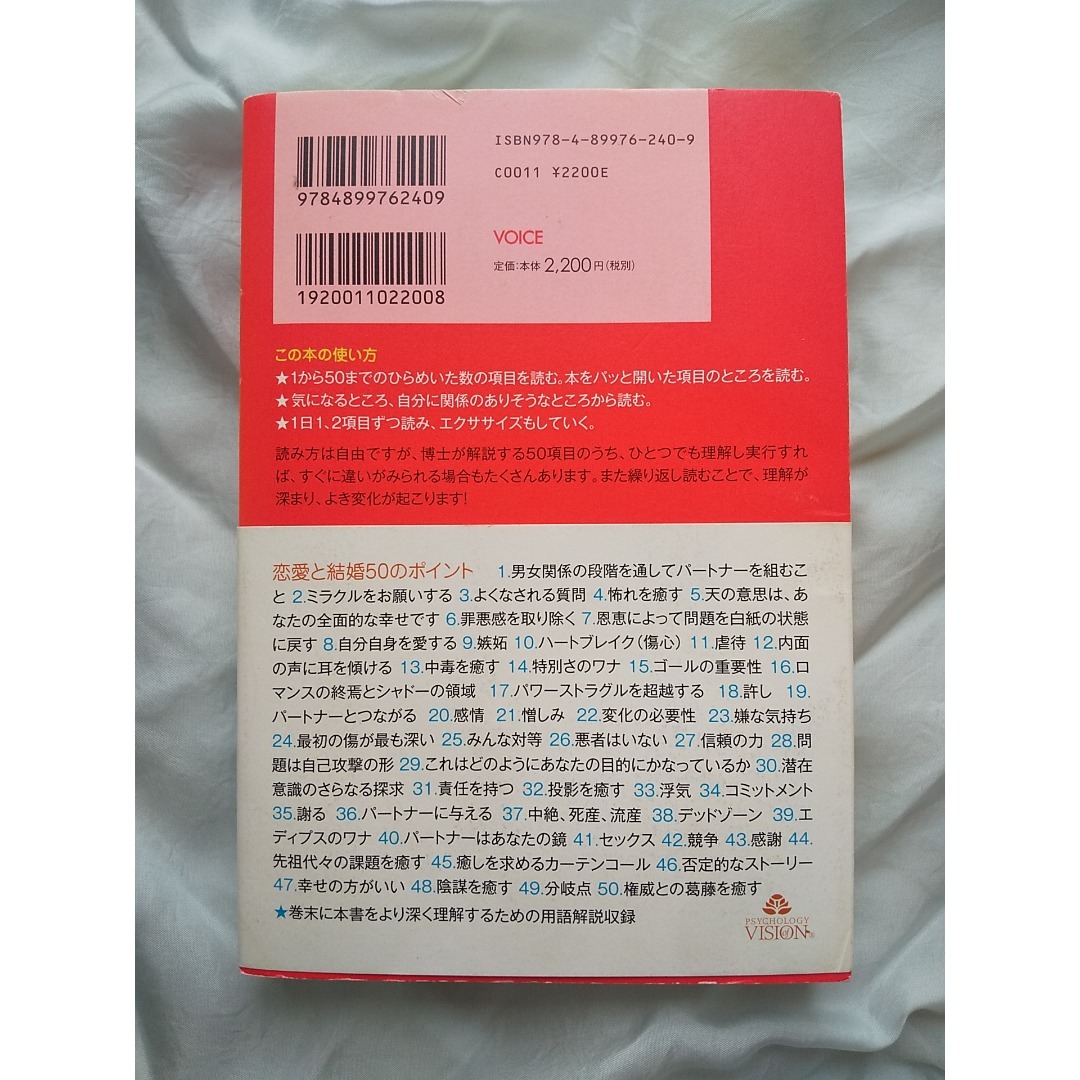 ISBN978-4-89976-240-9
9784899762409
C0011 ¥2200E
VOICE
定価:本体2,200円(税別)
1920011022008
この本の使い方
★1から50までのひらめいた数の項目を読む。本をパッと開いた項目のところを読む。
★気になるところ、自分に関係のありそうなところから読む。
★1日1、2項目ずつ読み、エクササイズもしていく。
読み方は自由ですが、博士が解説する50項目のうち、ひとつでも理解し実行すれ
ば、すぐに違いがみられる場合もたくさんあります。また繰り返し読むことで、理解が
深まり、よき変化が起こります!
恋愛と結婚50のポイント 1.男女関係の段階を通してパートナーを組むこ
と 2.ミラクルをお願いする 3.よくなされる質問 4.怖れを癒す 5.天の意思は、あ
なたの全面的な幸せです 6.罪悪感を取り除く 7.恩恵によって問題を白紙の状態
に戻す 8.自分自身を愛する 9.嫉妬 10.ハートブレイク(傷心) 11.虐待 12.内面
の声に耳を傾ける 13.中毒を癒す 14.特別さのワナ 15.ゴールの重要性 16.ロ
マンスの終焉とシャドーの領域 17.パワーストラグルを超越する 18.許し 19.
パートナーとつながる 20.感情 21.憎しみ 22.変化の必要性 23.嫌な気持ち
24.最初の傷が最も深い 25.みんな対等 26.悪者はいない 27.信頼の力 28.問
題は自己攻撃の形 29.これはどのようにあなたの目的にかなっているか 30.潜在
意識のさらなる探求 31.責任を持つ 32.投影を癒す 33.浮気 34.コミットメント
35.謝る 36.パートナーに与える 37.中絶、死産、流産 38.デッドゾーン 39.エ
ディプスのワナ 40.パートナーはあなたの鏡 41.セックス 42.競争 43.感謝 44.
先祖代々の課題を癒す 45.癒しを求めるカーテンコール 46.否定的なストーリー
47.幸せの方がいい 48.陰謀を癒す 49.分岐点 50.権威との葛藤を癒す
★巻末に本書をより深く理解するための用語解説収録
PSYCHOLOGY
of
VISION®